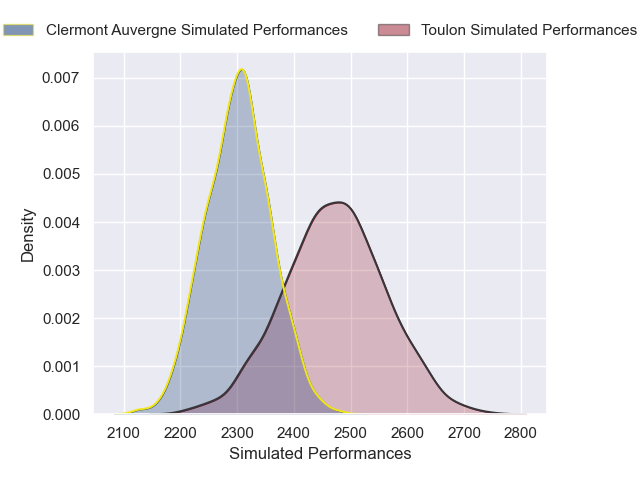 Clermont Auvergne Simulated Performances Toulon Simulated Performances
0.007
0.006
0.005
0.004
0.003
0.002
0.001
0.000
Density
2100 2200 2300 2400 2500 2600 2700 2800
Simulated Performances